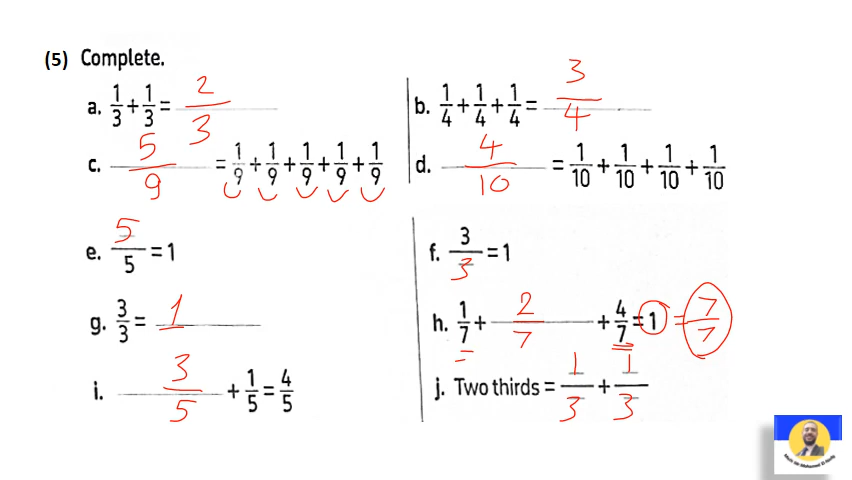 (5) Complete.
a. 1/3 + 1/3 = 2/3
b. 1/4 + 1/4 + 1/4 = 3/4
c. 5/9 = 1/9 + 1/9 + 1/9 + 1/9 + 1/9
d. 4/10 = 1/10 + 1/10 + 1/10 + 1/10
e. 5/5 = 1
f. 3/3 = 1
g. 3/3 = 1
h. 1/7 + 2/7 + 4/7 = 1 = 7/7
i. 3/5 + 1/5 = 4/5
j. Two thirds = 1/3 + 1/3